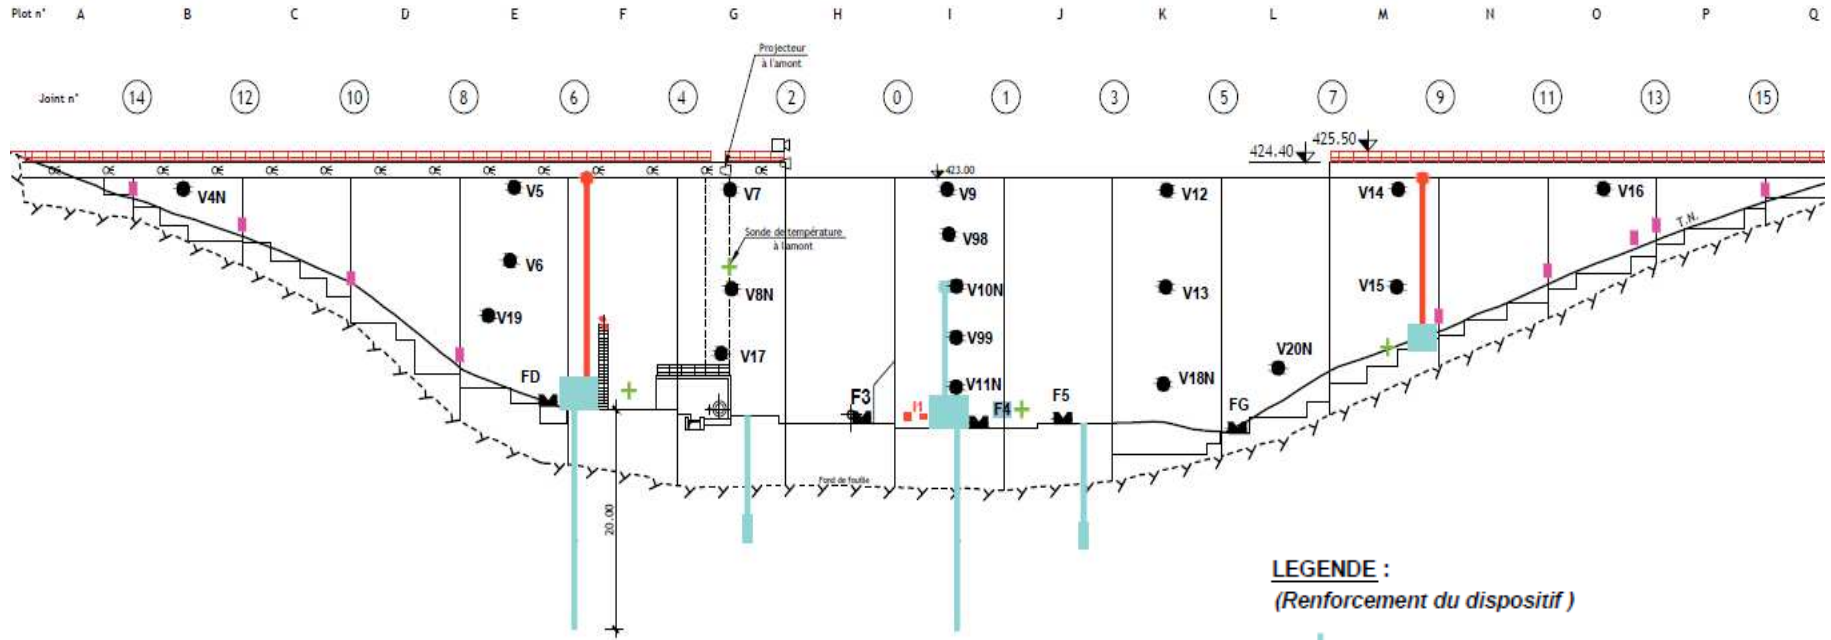 Plot n° A B C D E F G H I J K L M N O P Q
Projecteur
à l'amont
Joint n° 14 12 10 8 6 4 2 0 1 3 5 7 9 11 13 15
425.50
424.40
423.00
V4N V5 V7 V9 V12 V14 V16
T.N.
Sonde de température
à l'amont
V98
V6
V8N V10N V13 V15
V19
V99
V17
V20N
FD V11N V18N
F3 I1 F4 F5 FG
Fond de fouille
20.00
LEGENDE :
(Renforcement du dispositif )